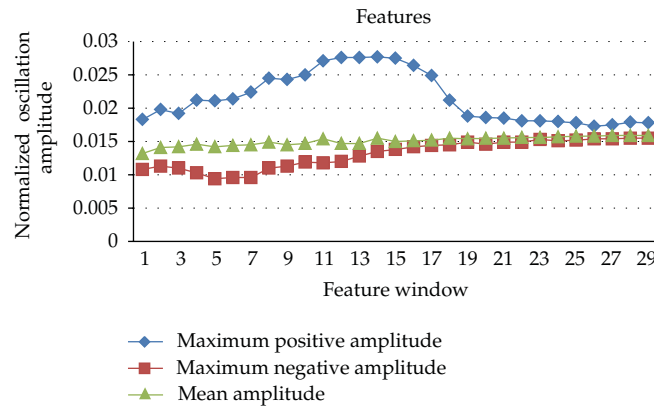 Features
Normalized oscillation
amplitude
0.03
0.025
0.02
0.015
0.01
0.005
0
1 3 5 7 9 11 13 15 17 19 21 23 25 27 29
Feature window
Maximum positive amplitude
Maximum negative amplitude
Mean amplitude